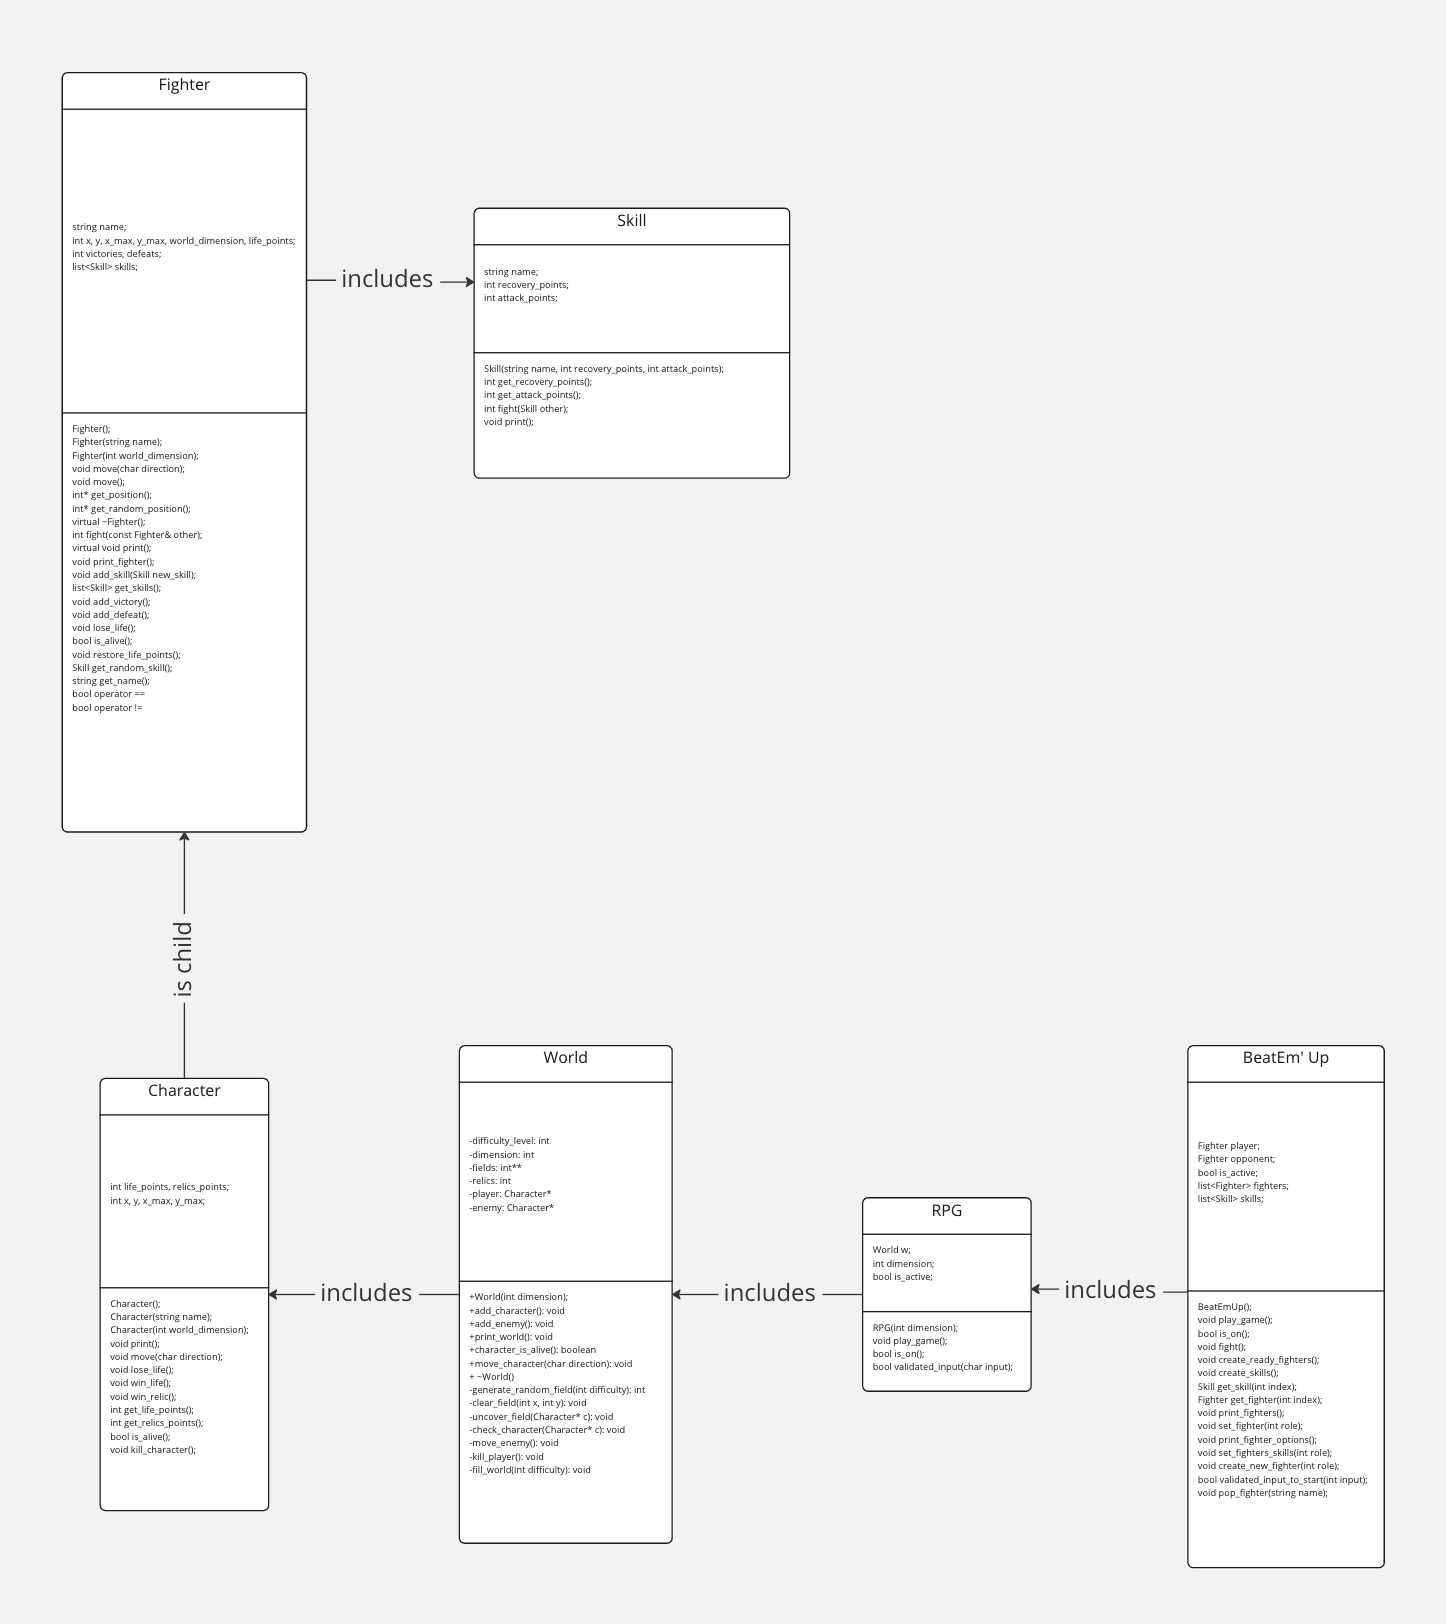 Fighter
string name;
int x, y, x_max, y_max, world_dimension, life_points;
int victories, defeats;
list<Skill> skills;
Fighter();
Fighter(string name);
Fighter(int world_dimension);
void move(char direction);
void move();
int* get_position();
int* get_random_position();
virtual ~Fighter();
int fight(const Fighter& other);
virtual void print();
void print_fighter();
void add_skill(Skill new_skill);
list<Skill> get_skills();
void add_victory();
void add_defeat();
void lose_life();
bool is_alive();
void restore_life_points();
Skill get_random_skill();
string get_name();
bool operator ==
bool operator !=
includes
Skill
string name;
int recovery_points;
int attack_points;
Skill(string name, int recovery_points, int attack_points);
int get_recovery_points();
int get_attack_points();
int fight(Skill other);
void print();
is child
Character
int life_points, relics_points;
int x, y, x_max, y_max;
Character();
Character(string name);
Character(int world_dimension);
void print();
void move(char direction);
void lose_life();
void win_life();
void win_relic();
int get_life_points();
int get_relics_points();
bool is_alive();
void kill_character();
includes
World
-difficulty_level: int
-dimension: int
-fields: int**
-relics: int
-player: Character*
-enemy: Character*
+World(int dimension);
+add_character(): void
+add_enemy(): void
+print_world(): void
+character_is_alive(): boolean
+move_character(char direction): void
+ ~World()
-generate_random_field(int difficulty): int
-clear_field(int x, int y): void
-uncover_field(Character* c): void
-check_character(Character* c): void
-move_enemy(): void
-kill_player(): void
-fill_world(int difficulty): void
includes
RPG
World w;
int dimension;
bool is_active;
RPG(int dimension);
void play_game();
bool is_on();
bool validated_input(char input);
includes
BeatEm' Up
Fighter player;
Fighter opponent;
bool is_active;
list<Fighter> fighters;
list<Skill> skills;
BeatEmUp();
void play_game();
bool is_on();
void fight();
void create_ready_fighters();
void create_skills();
Skill get_skill(int index);
Fighter get_fighter(int index);
void print_fighters();
void set_fighter(int role);
void print_fighter_options();
void set_fighters_skills(int role);
void create_new_fighter(int role);
bool validated_input_to_start(int input);
void pop_fighter(string name);